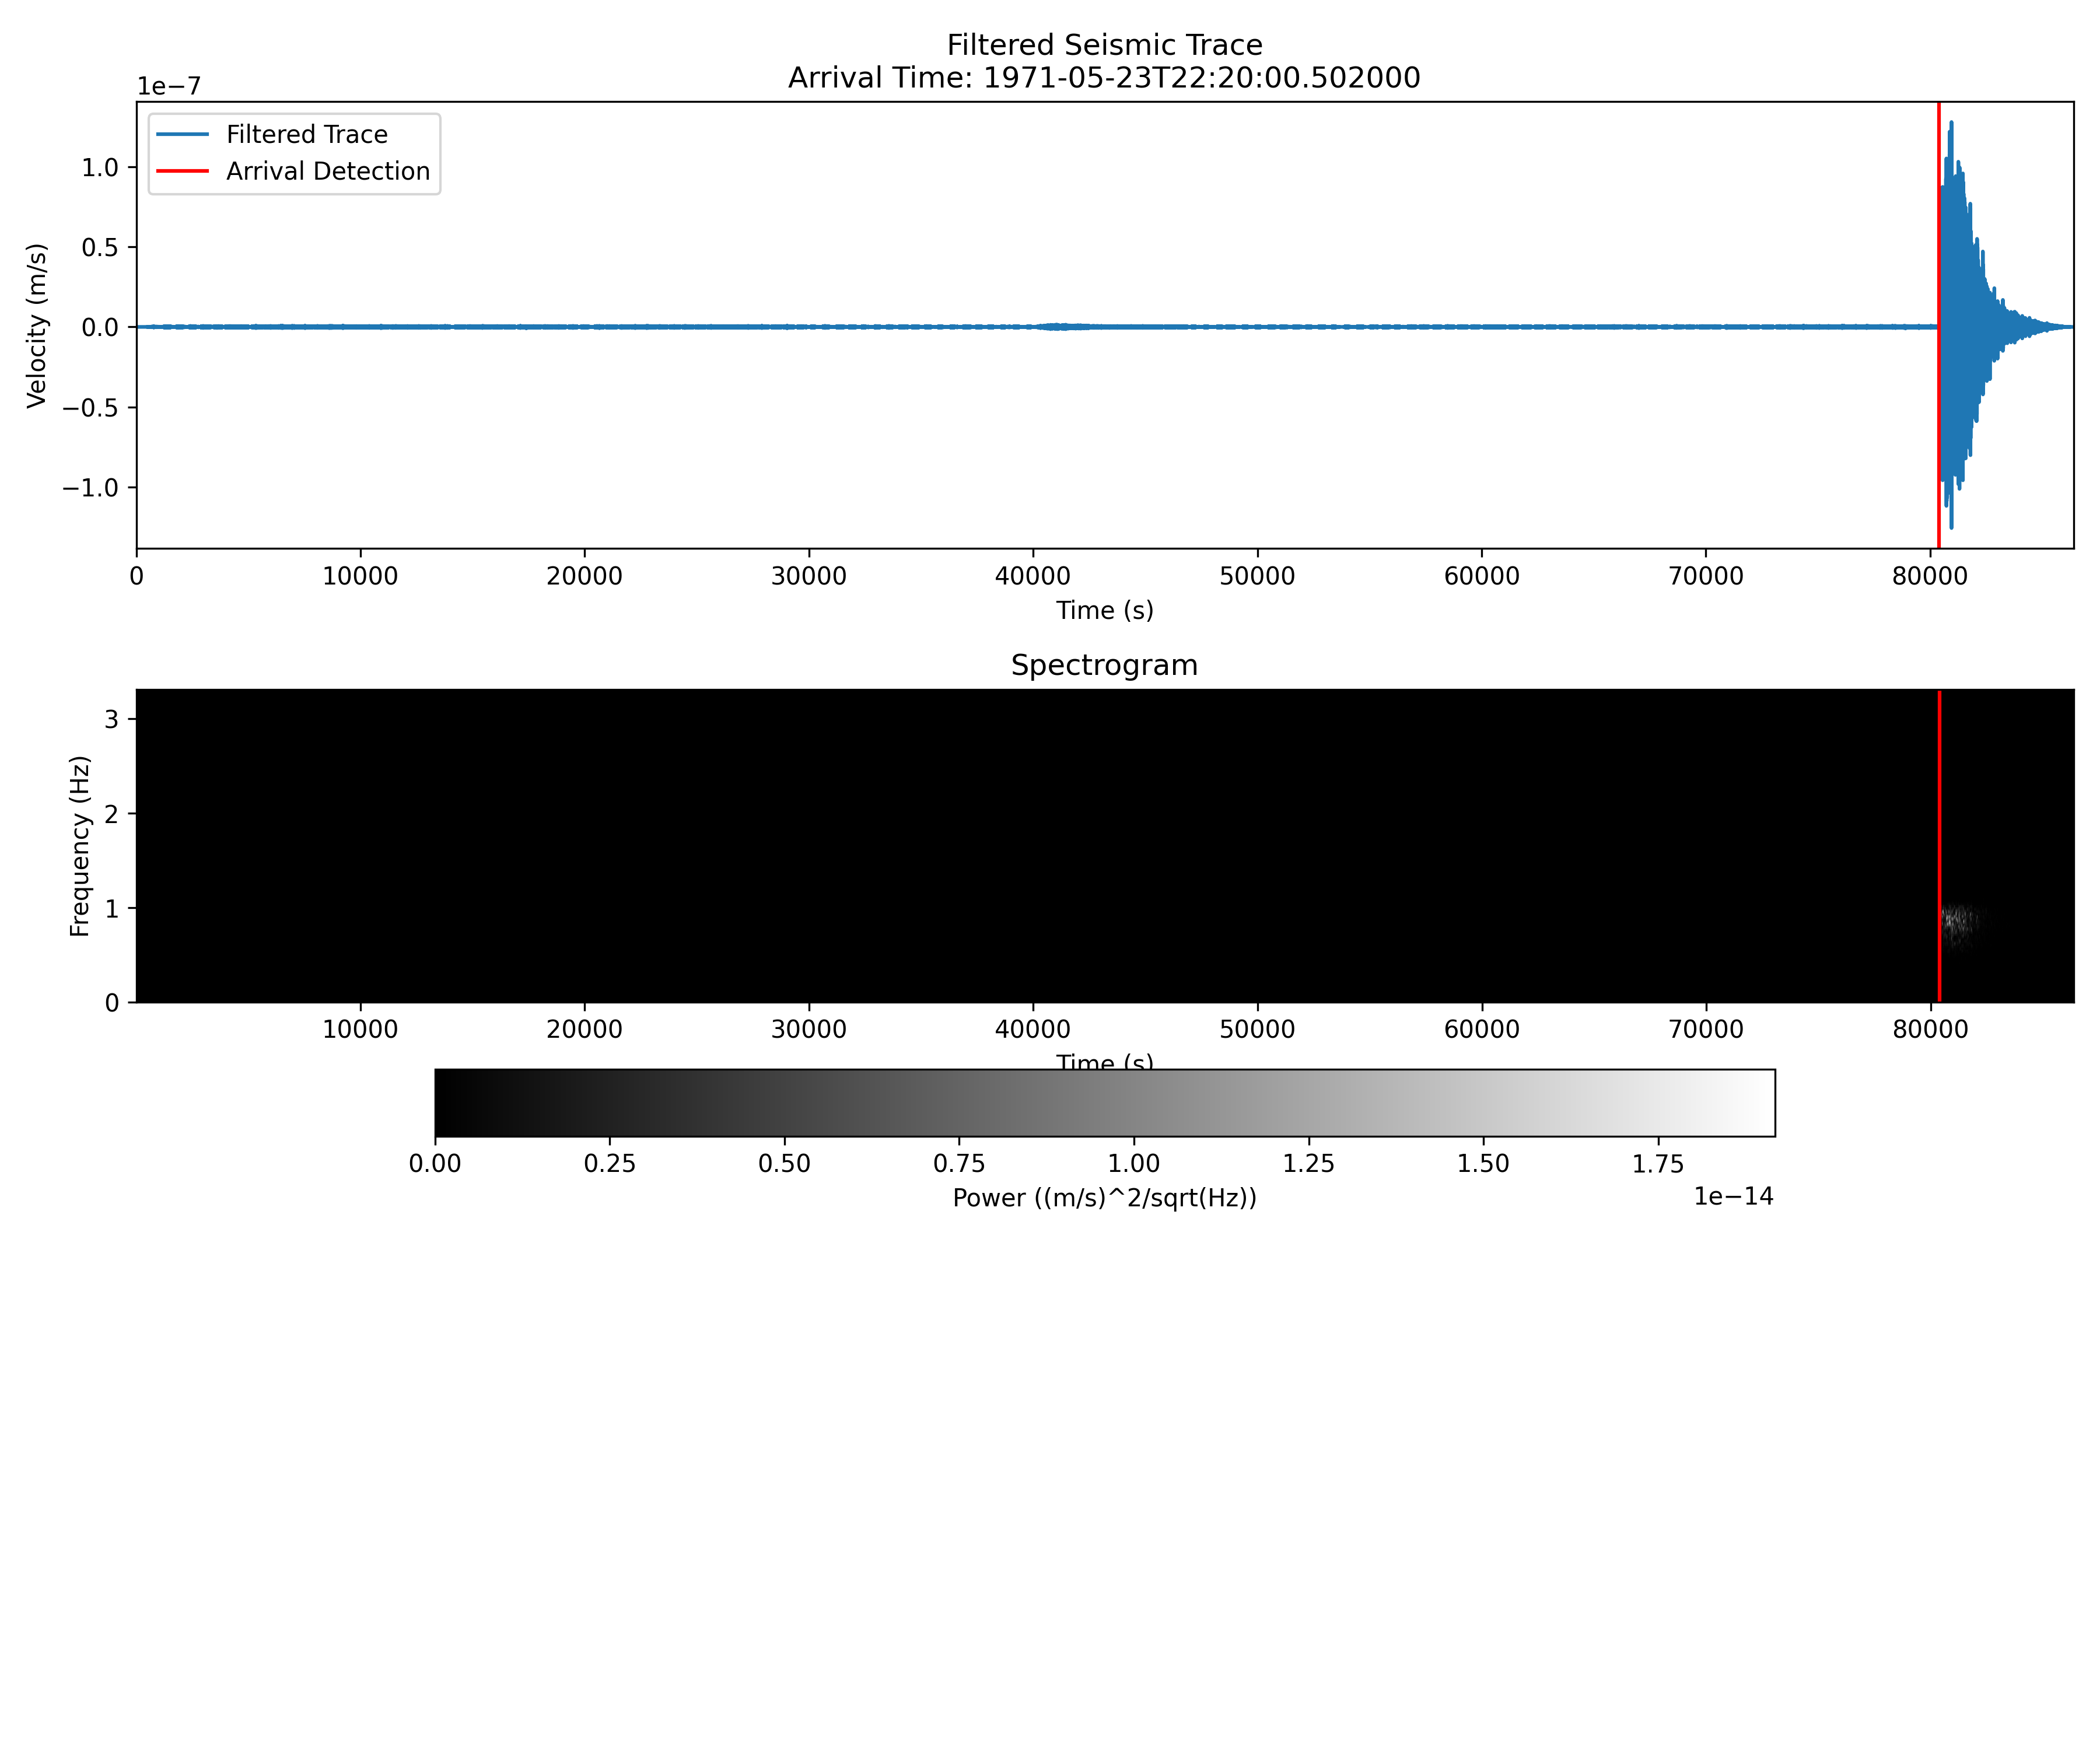 Filtered Seismic Trace
Arrival Time: 1971-05-23T22:20:00.502000
1e−7
Filtered Trace
Arrival Detection
1.0
0.5
0.0
−0.5
−1.0
Velocity (m/s)
0 10000 20000 30000 40000 50000 60000 70000 80000
Time (s)
Spectrogram
3
2
1
0
Frequency (Hz)
10000 20000 30000 40000 50000 60000 70000 80000
Time (s)
0.00 0.25 0.50 0.75 1.00 1.25 1.50 1.75
Power ((m/s)^2/sqrt(Hz))
1e−14